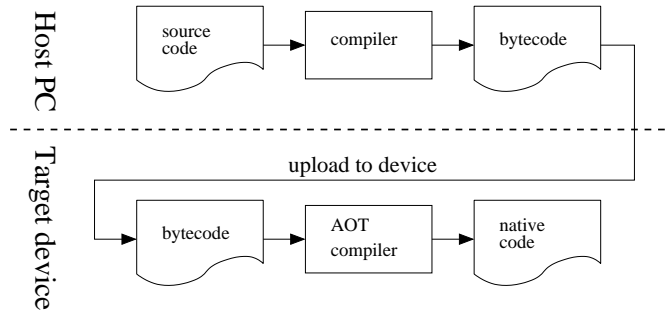 Host PC
source
code
compiler
bytecode
upload to device
Target device
bytecode
AOT
compiler
native
code